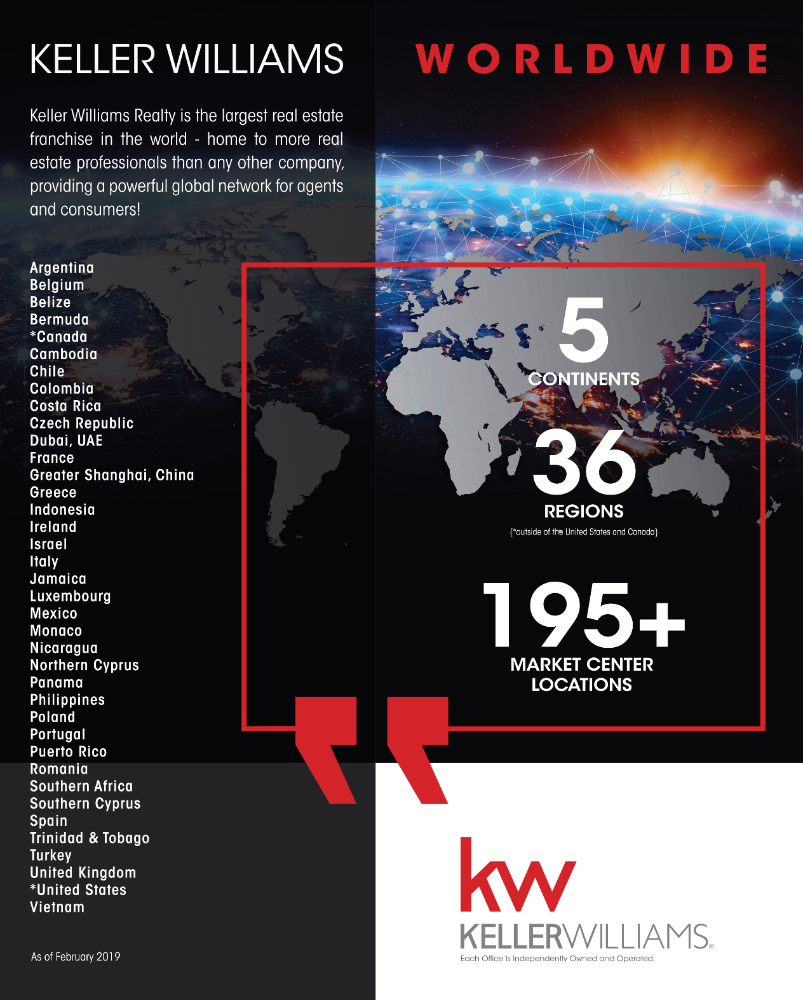 KELLER WILLIAMS WORLDWIDE
Keller Williams Realty is the largest real estate
franchise in the world - home to more real
estate professionals than any other company,
providing a powerful global network for agents
and consumers!
Argentina
Belgium
Belize
Bermuda
*Canada
Cambodia
Chile
Colombia
Costa Rica
Czech Republic
Dubai, UAE
France
Greater Shanghai, China
Greece
Indonesia
Ireland
Israel
Italy
Jamaica
Luxembourg
Mexico
Monaco
Nicaragua
Northern Cyprus
Panama
Philippines
Poland
Portugal
Puerto Rico
Romania
Southern Africa
Southern Cyprus
Spain
Trinidad & Tobago
Turkey
United Kingdom
*United States
Vietnam
As of February 2019
5
CONTINENTS
36
REGIONS
{*outside of the United States and Canada}
195+
MARKET CENTER
LOCATIONS
kw
KELLERWILLIAMS®
Each Office Is Independently Owned and Operated.